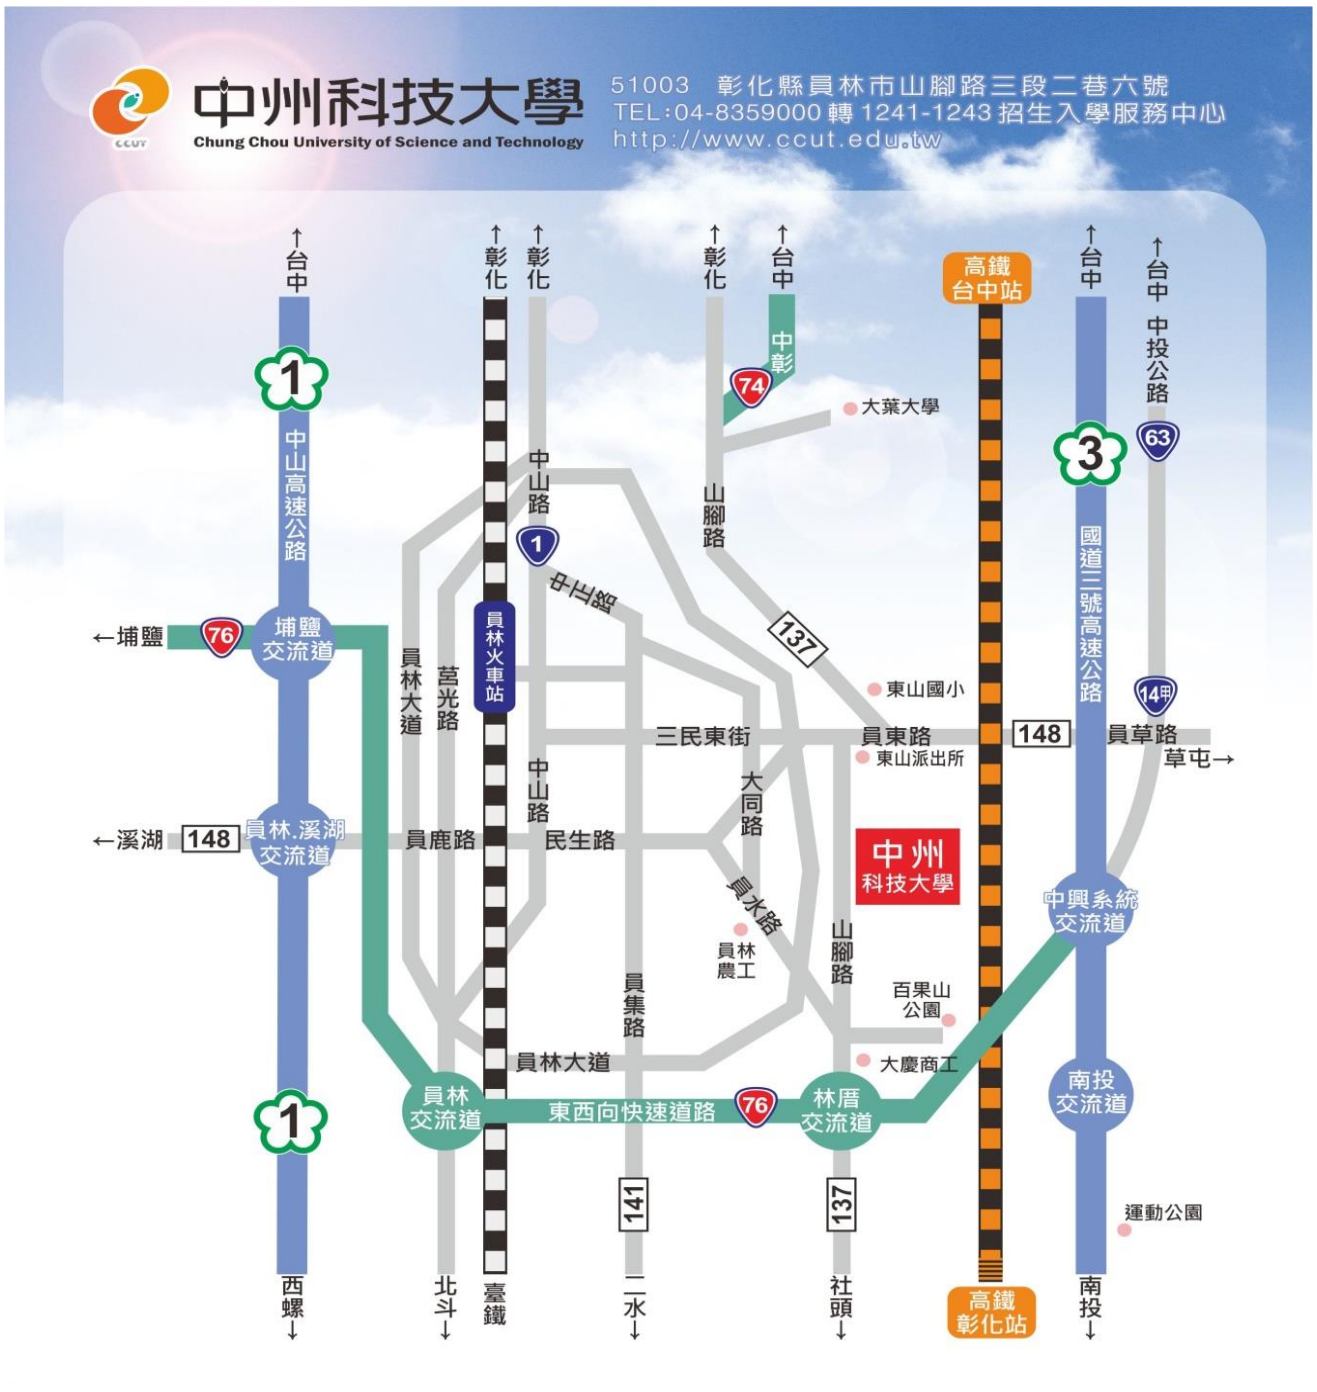 中州科技大學
Chung Chou University of Science and Technology
CCUT
51003 彰化縣員林市山腳路三段二巷六號
TEL:04-8359000 轉 1241-1243 招生入學服務中心
http://www.ccut.edu.tw
↑台中
↑彰化
↑彰化
↑彰化
↑台中
高鐵
台中站
↑台中
↑台中 中投公路
1
中山高速公路
中彰
74
大葉大學
3
63
中山路
山腳路
1
國道三號高速公路
中正路
←埔鹽
76
埔鹽
交流道
員林火車站
137
員林大道
莒光路
東山國小
14甲
三民東街
員東路
148
員草路
草屯→
東山派出所
中山路
大同路
←溪湖
148
員林.溪湖
交流道
員鹿路
民生路
中州
科技大學
員水路
中興系統
交流道
員林
農工
山腳路
員集路
百果山
公園
員林大道
大慶商工
1
員林
交流道
東西向快速道路
76
林厝
交流道
南投
交流道
141
137
運動公園
西螺↓
北斗↓
臺鐵
二水↓
社頭↓
高鐵
彰化站
南投↓